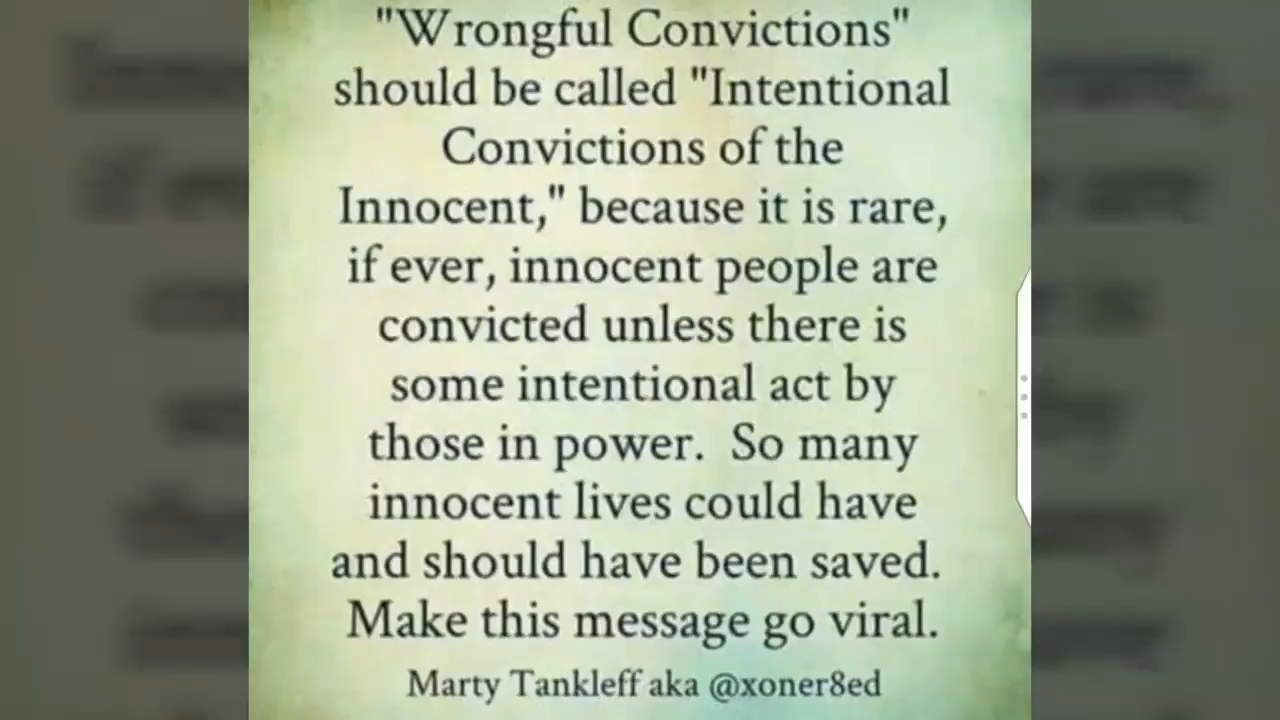 "Wrongful Convictions"
should be called "Intentional
Convictions of the
Innocent," because it is rare,
if ever, innocent people are
convicted unless there is
some intentional act by
those in power.  So many
innocent lives could have
and should have been saved.
Make this message go viral.
Marty Tankleff aka @xoner8ed